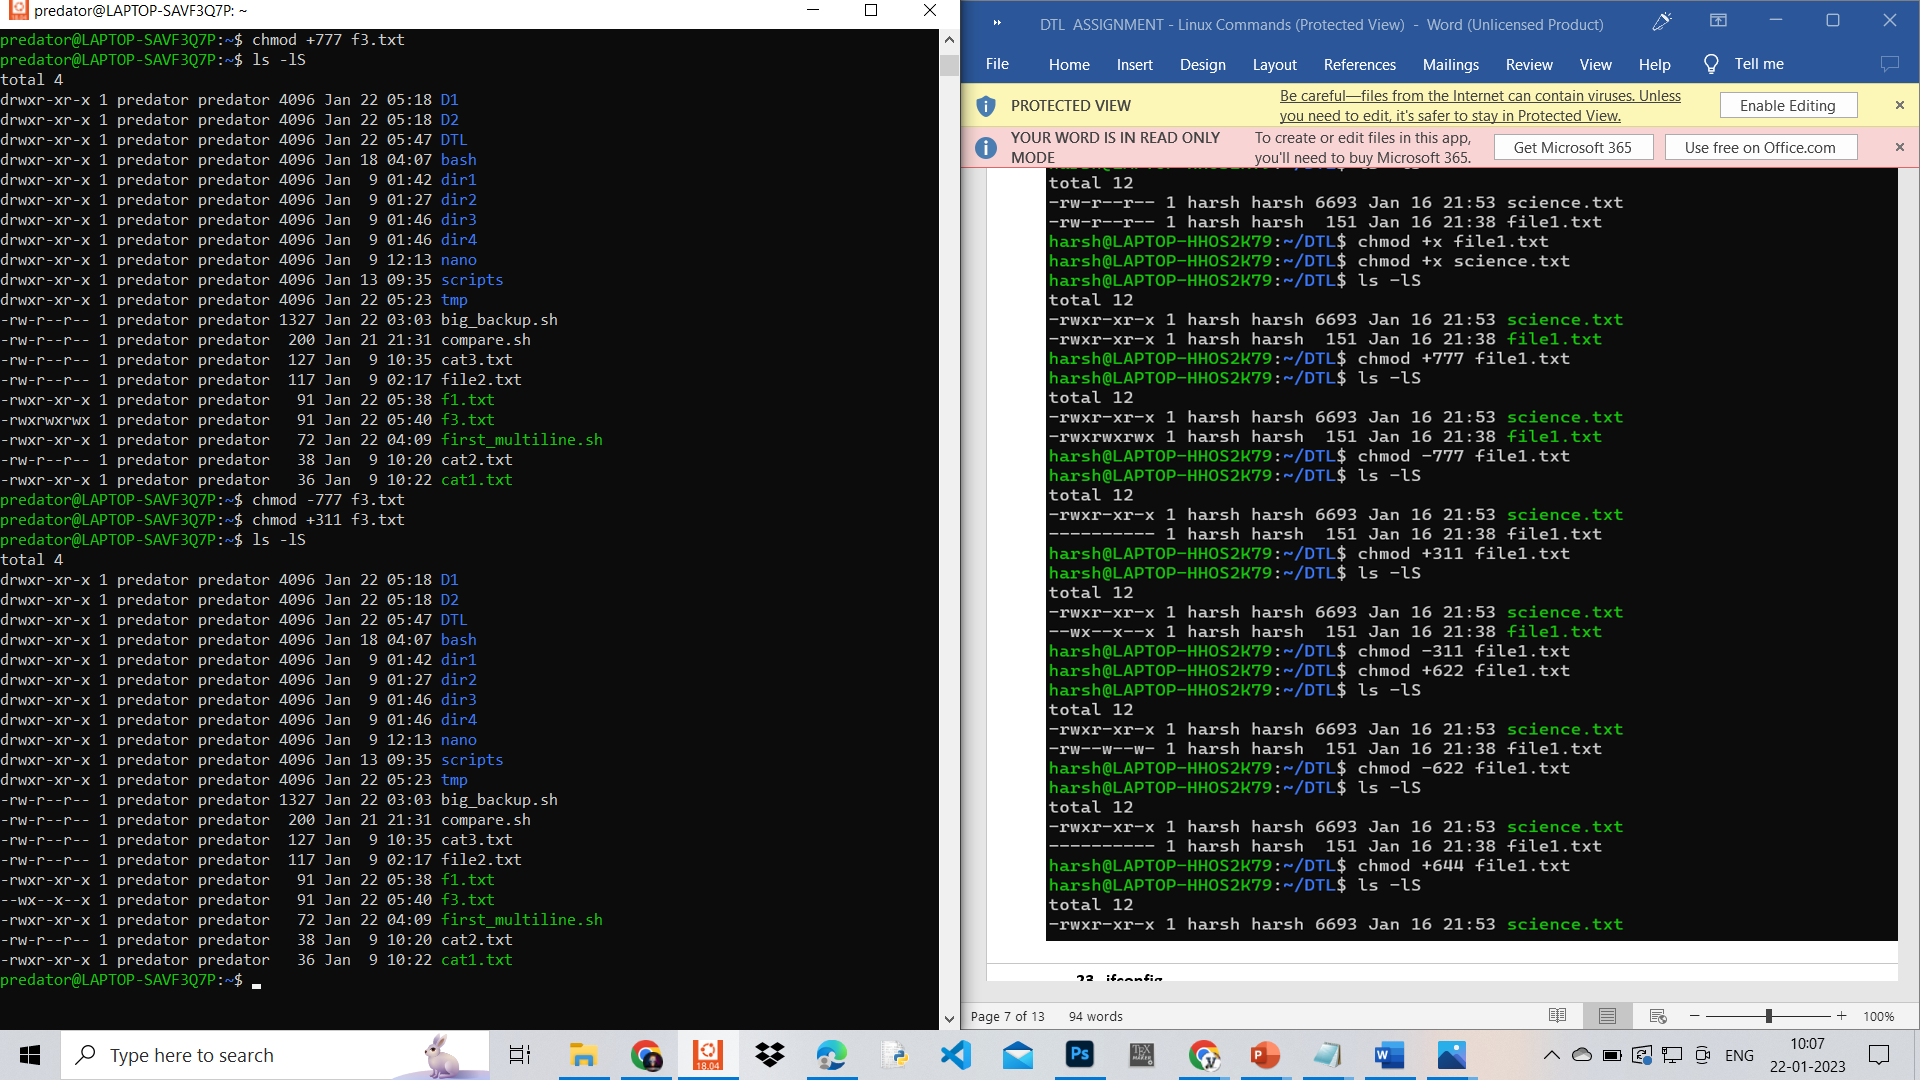 predator@LAPTOP-SAVF3Q7P: ~
predator@LAPTOP-SAVF3Q7P:~$ chmod +777 f3.txt
predator@LAPTOP-SAVF3Q7P:~$ ls -lS
total 4
drwxr-xr-x 1 predator predator 4096 Jan 22 05:18 D1
drwxr-xr-x 1 predator predator 4096 Jan 22 05:18 D2
drwxr-xr-x 1 predator predator 4096 Jan 22 05:47 DTL
drwxr-xr-x 1 predator predator 4096 Jan 18 04:07 bash
drwxr-xr-x 1 predator predator 4096 Jan  9 01:42 dir1
drwxr-xr-x 1 predator predator 4096 Jan  9 01:27 dir2
drwxr-xr-x 1 predator predator 4096 Jan  9 01:46 dir3
drwxr-xr-x 1 predator predator 4096 Jan  9 01:46 dir4
drwxr-xr-x 1 predator predator 4096 Jan  9 12:13 nano
drwxr-xr-x 1 predator predator 4096 Jan 13 09:35 scripts
drwxr-xr-x 1 predator predator 4096 Jan 22 05:23 tmp
-rw-r--r-- 1 predator predator 1327 Jan 22 03:03 big_backup.sh
-rw-r--r-- 1 predator predator  200 Jan 21 21:31 compare.sh
-rw-r--r-- 1 predator predator  127 Jan  9 10:35 cat3.txt
-rw-r--r-- 1 predator predator  117 Jan  9 02:17 file2.txt
-rwxr-xr-x 1 predator predator   91 Jan 22 05:38 f1.txt
-rwxrwxrwx 1 predator predator   91 Jan 22 05:40 f3.txt
-rwxr-xr-x 1 predator predator   72 Jan 22 04:09 first_multiline.sh
-rw-r--r-- 1 predator predator   38 Jan  9 10:20 cat2.txt
-rwxr-xr-x 1 predator predator   36 Jan  9 10:22 cat1.txt
predator@LAPTOP-SAVF3Q7P:~$ chmod -777 f3.txt
predator@LAPTOP-SAVF3Q7P:~$ chmod +311 f3.txt
predator@LAPTOP-SAVF3Q7P:~$ ls -lS
total 4
drwxr-xr-x 1 predator predator 4096 Jan 22 05:18 D1
drwxr-xr-x 1 predator predator 4096 Jan 22 05:18 D2
drwxr-xr-x 1 predator predator 4096 Jan 22 05:47 DTL
drwxr-xr-x 1 predator predator 4096 Jan 18 04:07 bash
drwxr-xr-x 1 predator predator 4096 Jan  9 01:42 dir1
drwxr-xr-x 1 predator predator 4096 Jan  9 01:27 dir2
drwxr-xr-x 1 predator predator 4096 Jan  9 01:46 dir3
drwxr-xr-x 1 predator predator 4096 Jan  9 01:46 dir4
drwxr-xr-x 1 predator predator 4096 Jan  9 12:13 nano
drwxr-xr-x 1 predator predator 4096 Jan 13 09:35 scripts
drwxr-xr-x 1 predator predator 4096 Jan 22 05:23 tmp
-rw-r--r-- 1 predator predator 1327 Jan 22 03:03 big_backup.sh
-rw-r--r-- 1 predator predator  200 Jan 21 21:31 compare.sh
-rw-r--r-- 1 predator predator  127 Jan  9 10:35 cat3.txt
-rw-r--r-- 1 predator predator  117 Jan  9 02:17 file2.txt
-rwxr-xr-x 1 predator predator   91 Jan 22 05:38 f1.txt
--wx--x--x 1 predator predator   91 Jan 22 05:40 f3.txt
-rwxr-xr-x 1 predator predator   72 Jan 22 04:09 first_multiline.sh
-rw-r--r-- 1 predator predator   38 Jan  9 10:20 cat2.txt
-rwxr-xr-x 1 predator predator   36 Jan  9 10:22 cat1.txt
predator@LAPTOP-SAVF3Q7P:~$
DTL ASSIGNMENT - Linux Commands (Protected View) - Word (Unlicensed Product)
File Home Insert Design Layout References Mailings Review View Help Tell me
PROTECTED VIEW
Be careful—files from the Internet can contain viruses. Unless
you need to edit, it's safer to stay in Protected View.
Enable Editing
YOUR WORD IS IN READ ONLY
MODE
To create or edit files in this app,
you'll need to buy Microsoft 365.
Get Microsoft 365
Use free on Office.com
total 12
-rw-r--r-- 1 harsh harsh 6693 Jan 16 21:53 science.txt
-rw-r--r-- 1 harsh harsh  151 Jan 16 21:38 file1.txt
harsh@LAPTOP-HHOS2K79:~/DTL$ chmod +x file1.txt
harsh@LAPTOP-HHOS2K79:~/DTL$ chmod +x science.txt
harsh@LAPTOP-HHOS2K79:~/DTL$ ls -lS
total 12
-rwxr-xr-x 1 harsh harsh 6693 Jan 16 21:53 science.txt
-rwxr-xr-x 1 harsh harsh  151 Jan 16 21:38 file1.txt
harsh@LAPTOP-HHOS2K79:~/DTL$ chmod +777 file1.txt
harsh@LAPTOP-HHOS2K79:~/DTL$ ls -lS
total 12
-rwxr-xr-x 1 harsh harsh 6693 Jan 16 21:53 science.txt
-rwxrwxrwx 1 harsh harsh  151 Jan 16 21:38 file1.txt
harsh@LAPTOP-HHOS2K79:~/DTL$ chmod -777 file1.txt
harsh@LAPTOP-HHOS2K79:~/DTL$ ls -lS
total 12
-rwxr-xr-x 1 harsh harsh 6693 Jan 16 21:53 science.txt
---------- 1 harsh harsh  151 Jan 16 21:38 file1.txt
harsh@LAPTOP-HHOS2K79:~/DTL$ chmod +311 file1.txt
harsh@LAPTOP-HHOS2K79:~/DTL$ ls -lS
total 12
-rwxr-xr-x 1 harsh harsh 6693 Jan 16 21:53 science.txt
--wx--x--x 1 harsh harsh  151 Jan 16 21:38 file1.txt
harsh@LAPTOP-HHOS2K79:~/DTL$ chmod -311 file1.txt
harsh@LAPTOP-HHOS2K79:~/DTL$ chmod +622 file1.txt
harsh@LAPTOP-HHOS2K79:~/DTL$ ls -lS
total 12
-rwxr-xr-x 1 harsh harsh 6693 Jan 16 21:53 science.txt
-rw--w--w- 1 harsh harsh  151 Jan 16 21:38 file1.txt
harsh@LAPTOP-HHOS2K79:~/DTL$ chmod -622 file1.txt
harsh@LAPTOP-HHOS2K79:~/DTL$ ls -lS
total 12
-rwxr-xr-x 1 harsh harsh 6693 Jan 16 21:53 science.txt
---------- 1 harsh harsh  151 Jan 16 21:38 file1.txt
harsh@LAPTOP-HHOS2K79:~/DTL$ chmod +644 file1.txt
harsh@LAPTOP-HHOS2K79:~/DTL$ ls -lS
total 12
-rwxr-xr-x 1 harsh harsh 6693 Jan 16 21:53 science.txt
23. ifconfig
Page 7 of 13 94 words 100%
Type here to search
18.04
Ps
ENG
10:07
22-01-2023